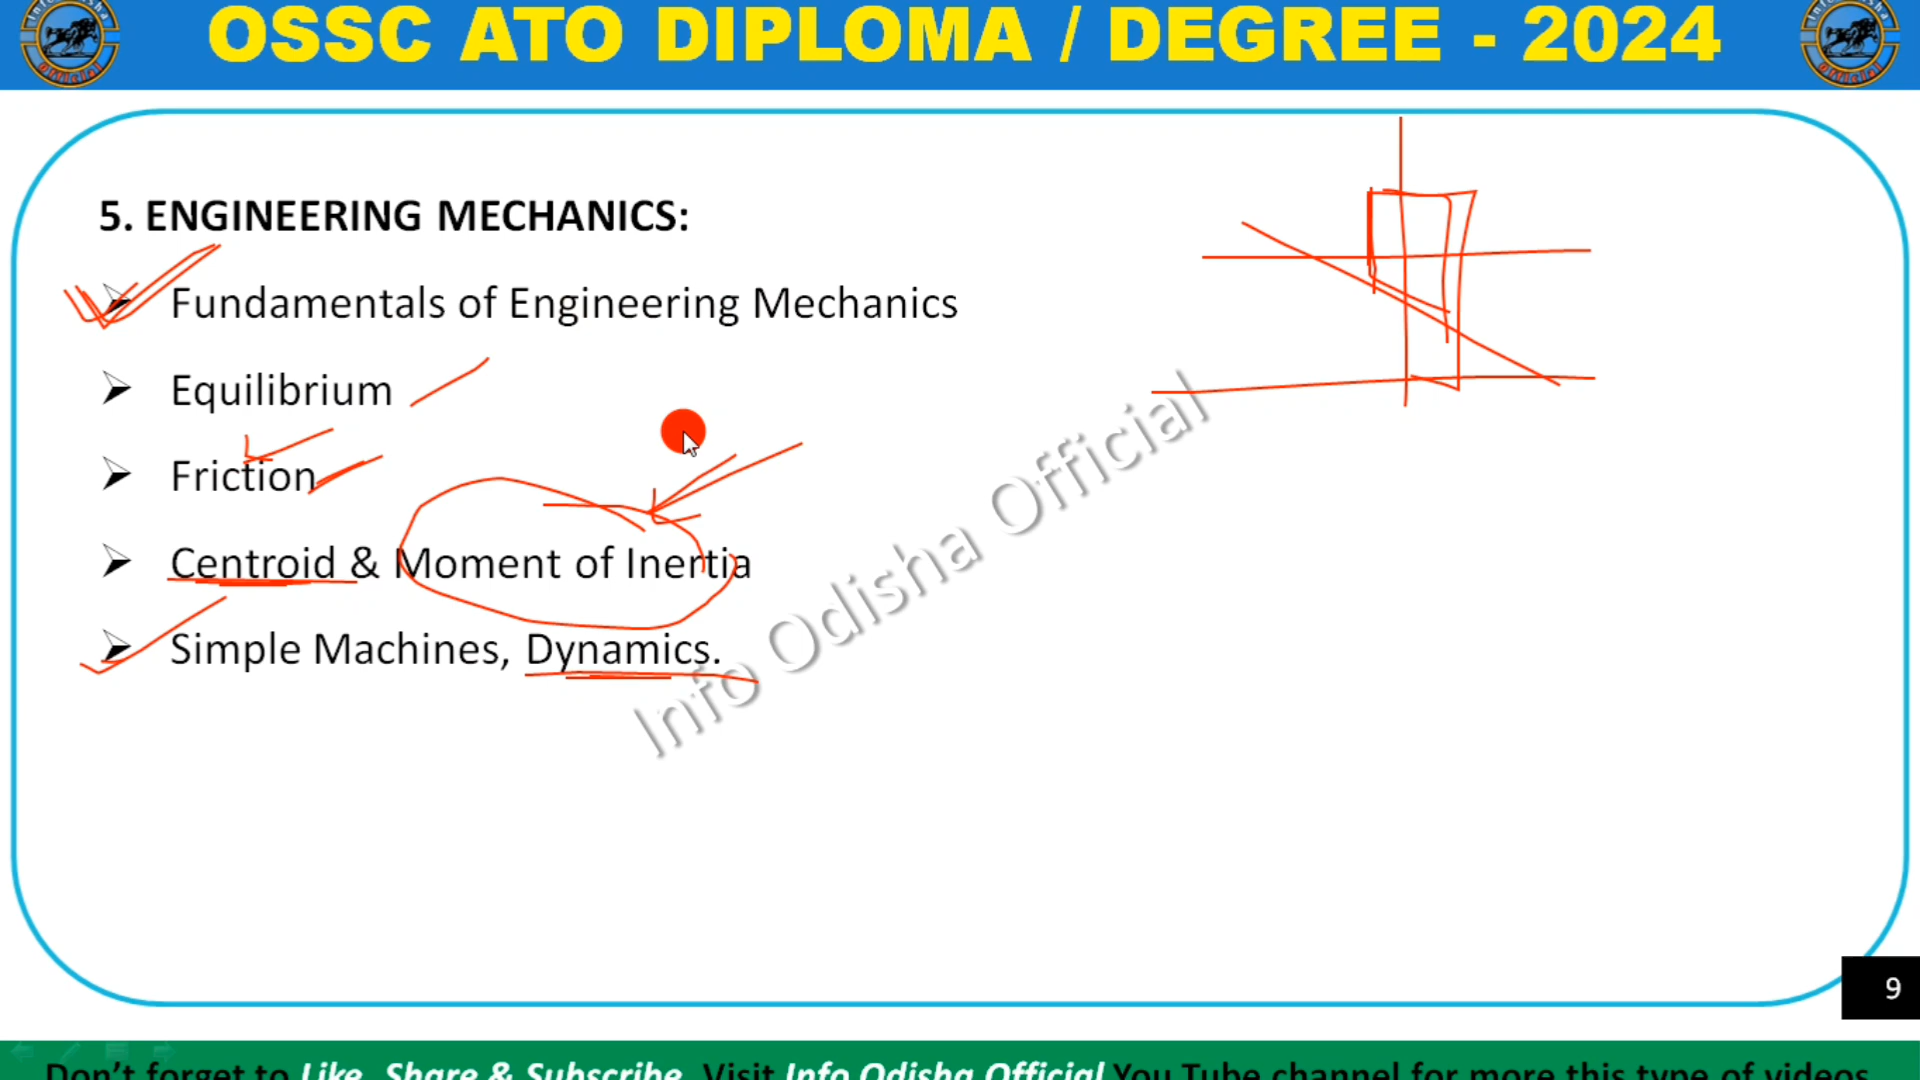 OSSC ATO DIPLOMA / DEGREE - 2024
5. ENGINEERING MECHANICS:
➢ Fundamentals of Engineering Mechanics
➢ Equilibrium
➢ Friction
➢ Centroid & Moment of Inertia
➢ Simple Machines, Dynamics.
Info Odisha Official
9
Don't forget to Like, Share & Subscribe. Visit Info Odisha Official You Tube channel for more this type of videos